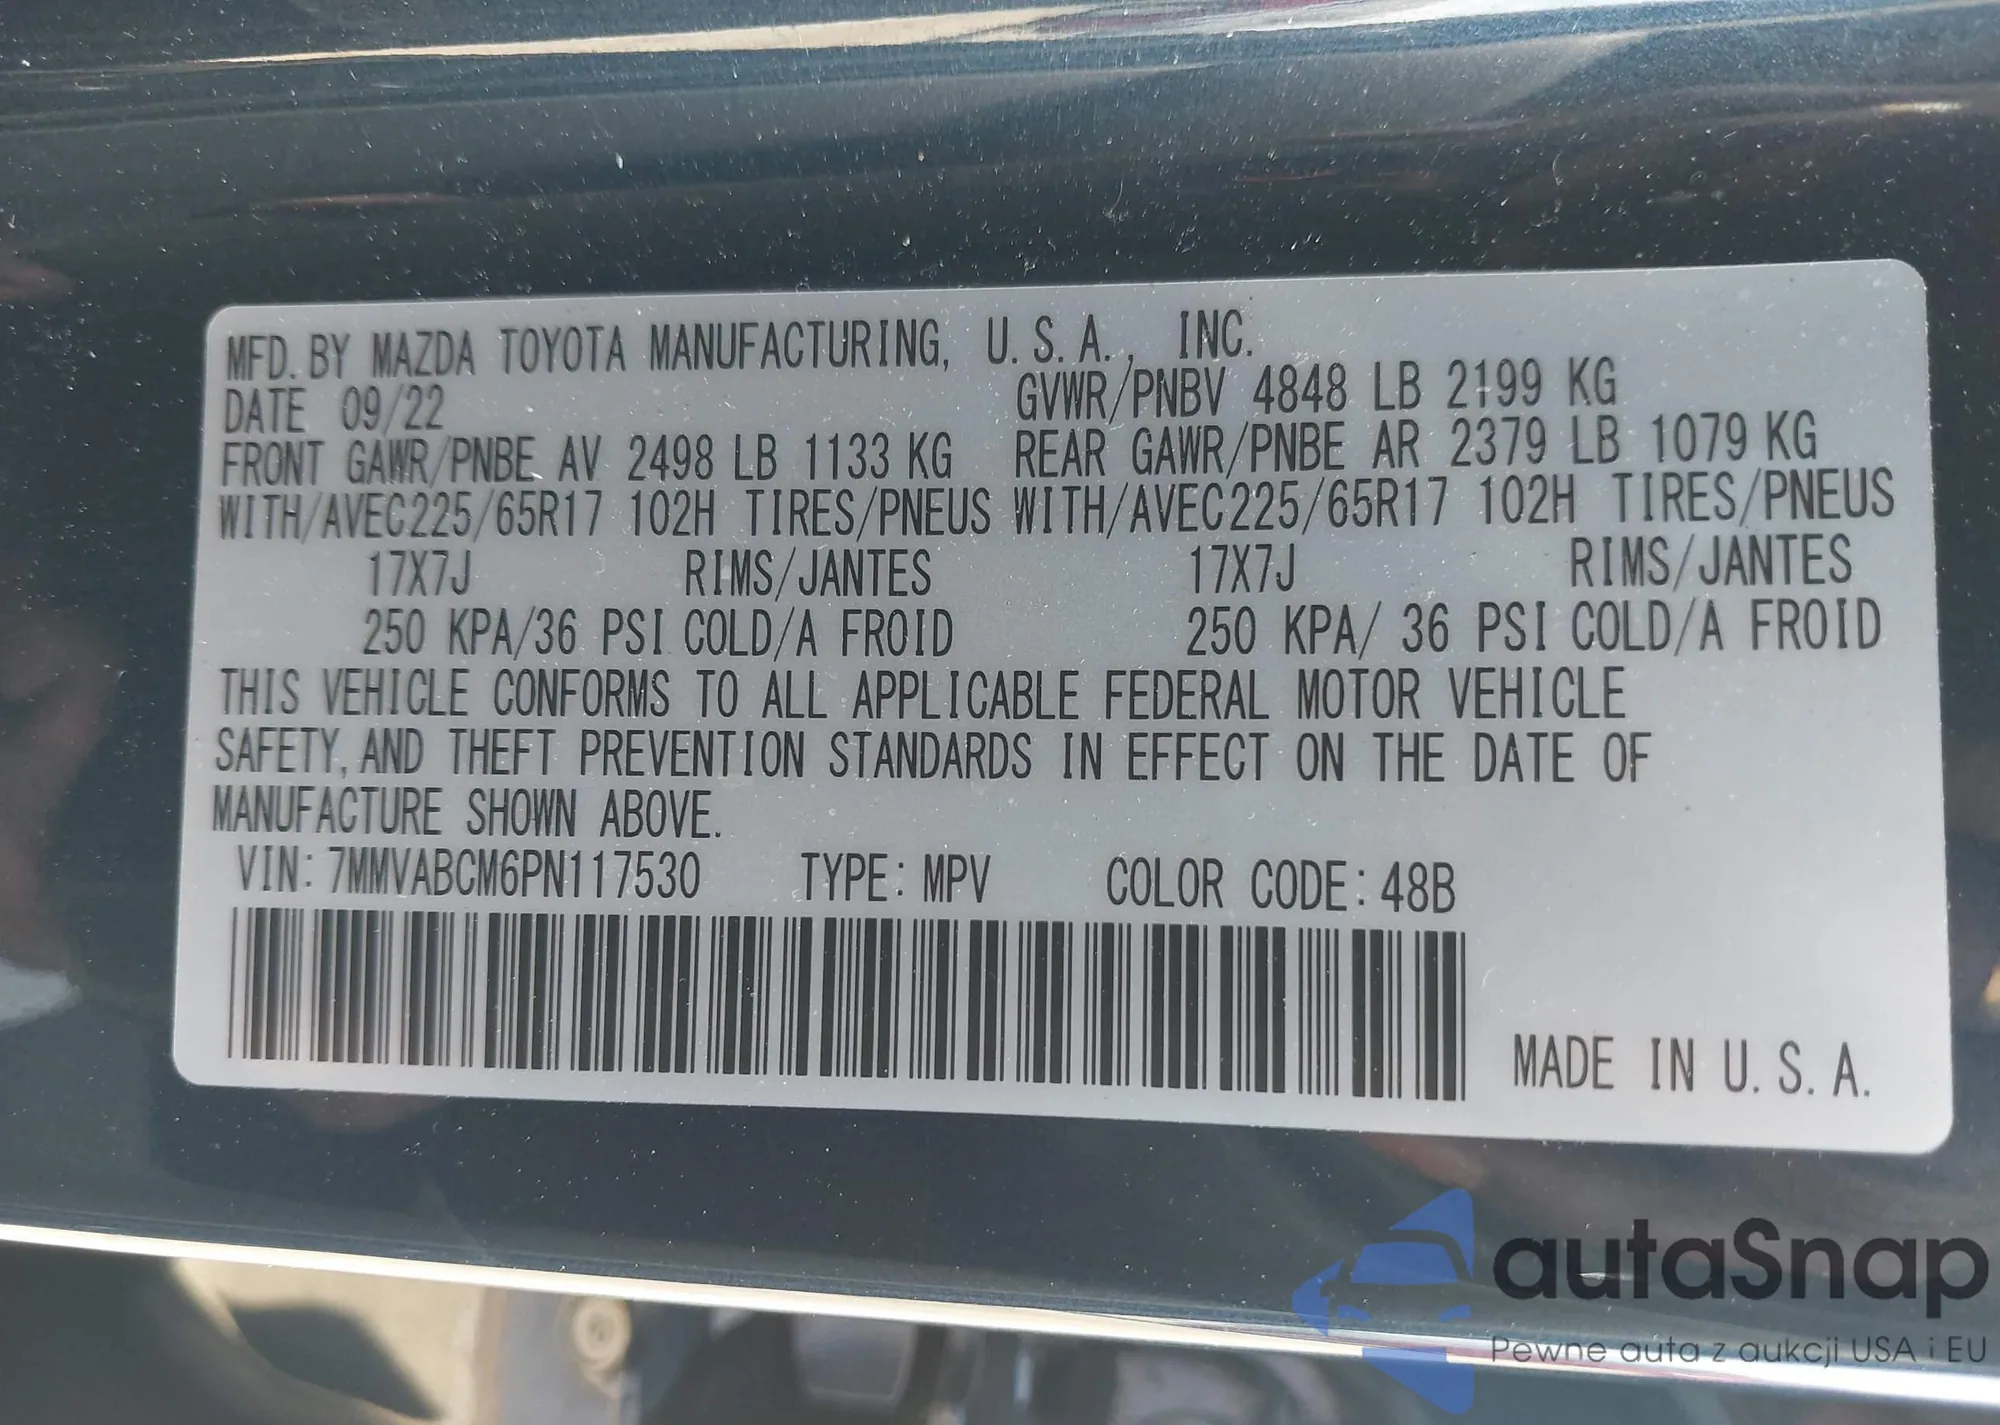 MFD. BY MAZDA TOYOTA MANUFACTURING, U.S.A., INC.
DATE 09/22 GVWR/PNBV 4848 LB 2199 KG
FRONT GAWR/PNBE AV 2498 LB 1133 KG REAR GAWR/PNBE AR 2379 LB 1079 KG
WITH/AVEC225/65R17 102H TIRES/PNEUS WITH/AVEC225/65R17 102H TIRES/PNEUS
17X7J RIMS/JANTES 17X7J RIMS/JANTES
250 KPA/36 PSI COLD/A FROID 250 KPA/ 36 PSI COLD/A FROID
THIS VEHICLE CONFORMS TO ALL APPLICABLE FEDERAL MOTOR VEHICLE
SAFETY, AND THEFT PREVENTION STANDARDS IN EFFECT ON THE DATE OF
MANUFACTURE SHOWN ABOVE.
VIN: 7MMVABCM6PN117530 TYPE: MPV COLOR CODE: 48B
MADE IN U.S.A.
autaSnap
Pewne auta z aukcji USA i EU